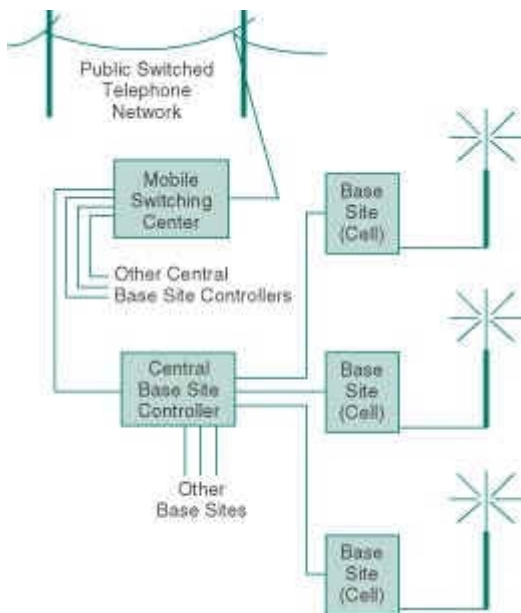 Public Switched
Telephone
Network
Mobile
Switching
Center
Base
Site
(Cell)
Other Central
Base Site Controllers
Central
Base Site
Controller
Base
Site
(Cell)
Other
Base Sites
Base
Site
(Cell)